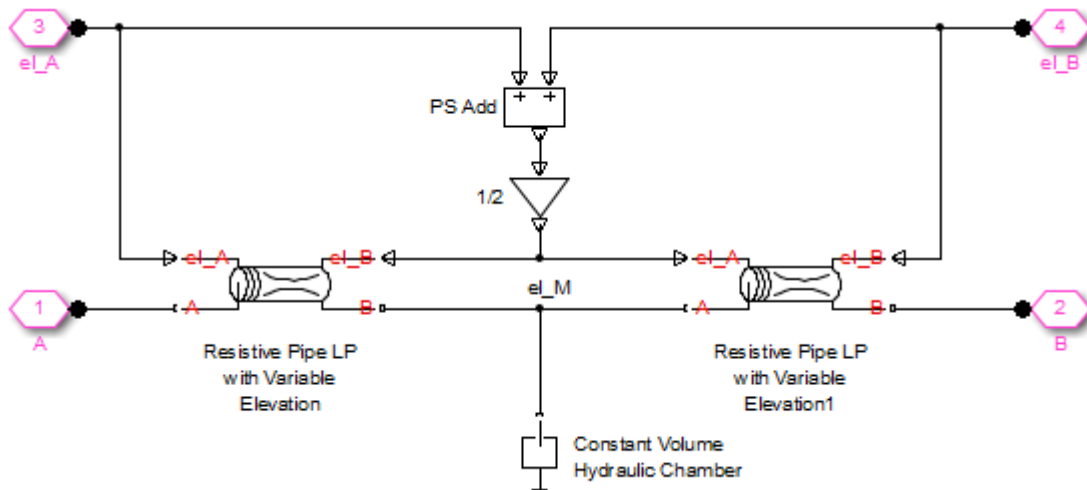 3
4
el_A
el_B
PS Add
+ +
1/2
el_A
el_B
el_A
el_B
el_M
1
A
B
A
B
2
A
B
Resistive Pipe LP
with Variable
Elevation
Resistive Pipe LP
with Variable
Elevation1
Constant Volume
Hydraulic Chamber